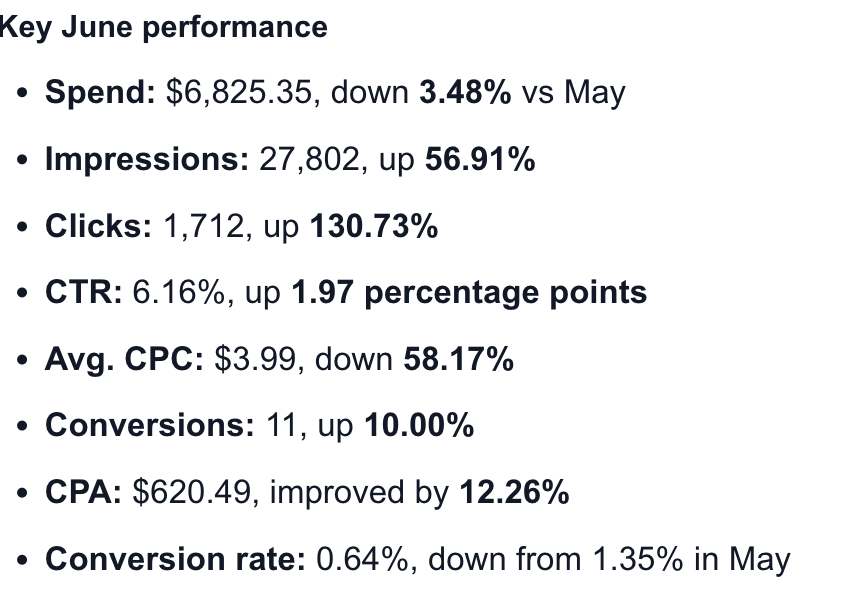 Key June performance
• Spend: $6,825.35, down 3.48% vs May
• Impressions: 27,802, up 56.91%
• Clicks: 1,712, up 130.73%
• CTR: 6.16%, up 1.97 percentage points
• Avg. CPC: $3.99, down 58.17%
• Conversions: 11, up 10.00%
• CPA: $620.49, improved by 12.26%
• Conversion rate: 0.64%, down from 1.35% in May